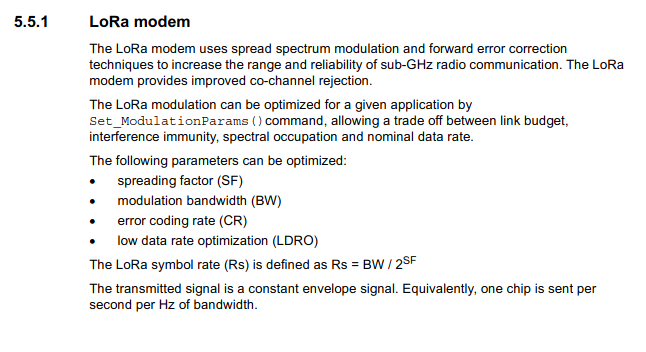 5.5.1 LoRa modem
The LoRa modem uses spread spectrum modulation and forward error correction
techniques to increase the range and reliability of sub-GHz radio communication. The LoRa
modem provides improved co-channel rejection.
The LoRa modulation can be optimized for a given application by
Set_ModulationParams()command, allowing a trade off between link budget,
interference immunity, spectral occupation and nominal data rate.
The following parameters can be optimized:
• spreading factor (SF)
• modulation bandwidth (BW)
• error coding rate (CR)
• low data rate optimization (LDRO)
The LoRa symbol rate (Rs) is defined as Rs = BW / 2^SF
The transmitted signal is a constant envelope signal. Equivalently, one chip is sent per
second per Hz of bandwidth.